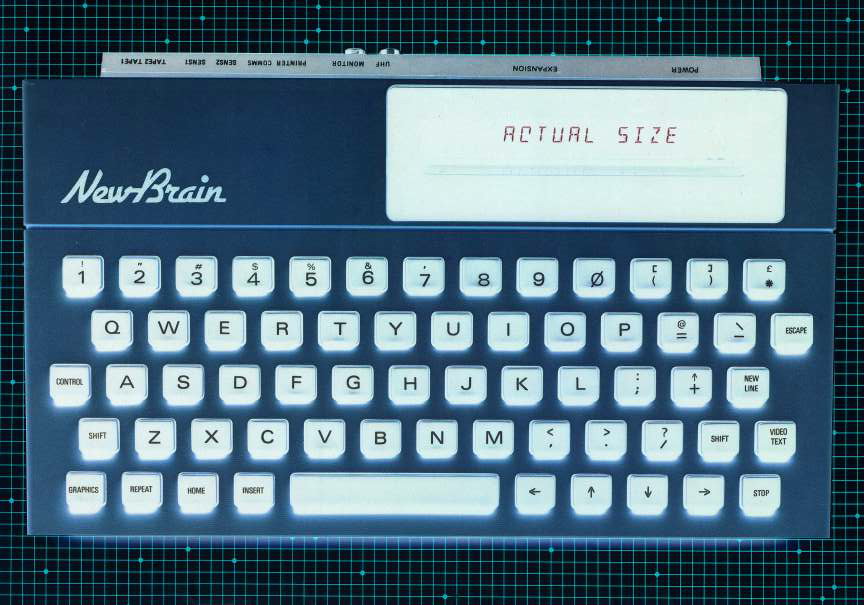 TAPE2 TAPE1 SENS1 SENS2 COMMS PRINTER MONITOR UHF EXPANSION POWER
ACTUAL SIZE
NewBrain
! " # $ % & ' [ ] £
1 2 3 4 5 6 7 8 9 Ø ( ) *
Q W E R T Y U I O P @ = \ – ESCAPE
CONTROL A S D F G H J K L : ; ↑ + NEW LINE
SHIFT Z X C V B N M < , > . ? / SHIFT VIDEO TEXT
GRAPHICS REPEAT HOME INSERT ← ↑ ↓ → STOP